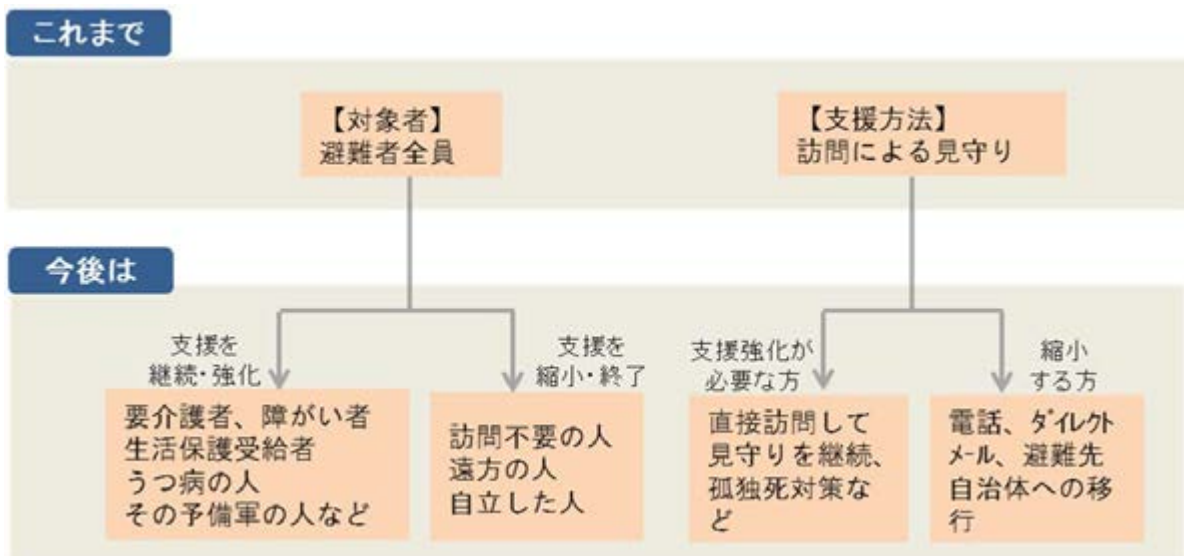 これまで
【対象者】
避難者全員
【支援方法】
訪問による見守り
今後は
支援を
継続・強化
支援を
縮小・終了
支援強化が
必要な方
縮小
する方
要介護者、障がい者
生活保護受給者
うつ病の人
その予備軍の人など
訪問不要の人
遠方の人
自立した人
直接訪問して
見守りを継続、
孤独死対策な
ど
電話、ダイレクト
メール、避難先
自治体への移
行